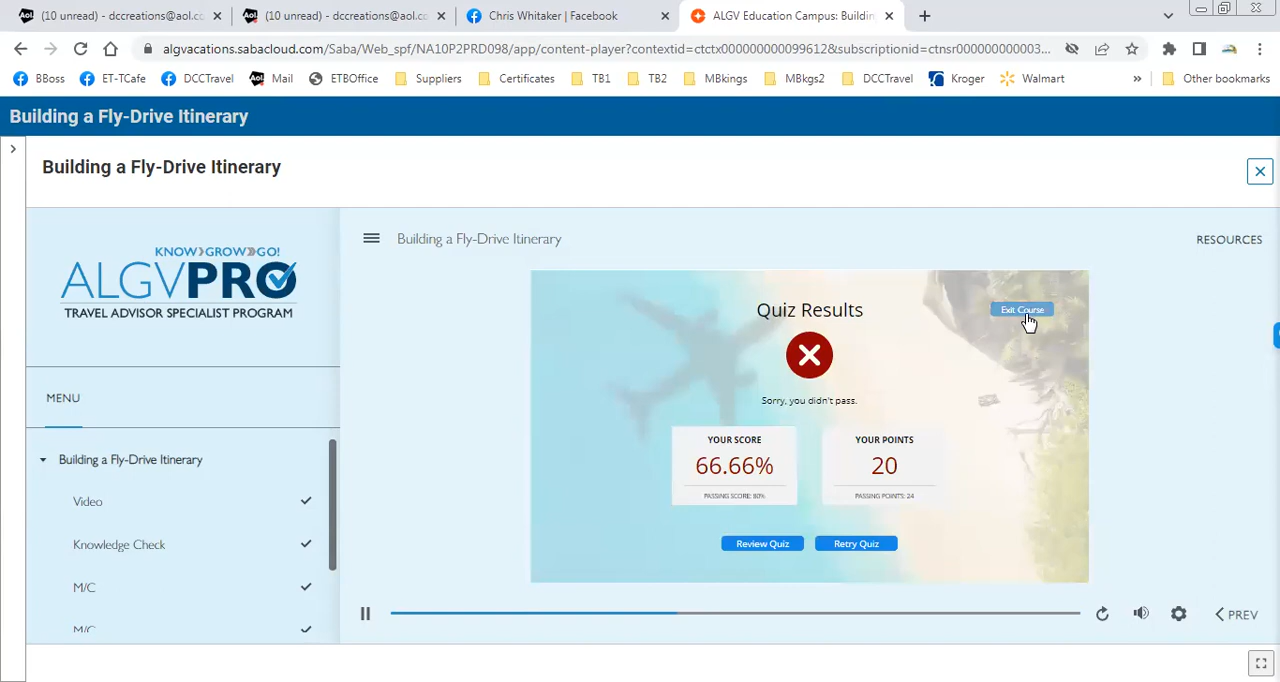 (10 unread) - dccreations@aol.cc
(10 unread) - dccreations@aol.co
Chris Whitaker | Facebook
ALGV Education Campus: Buildin
algvacations.sabacloud.com/Saba/Web_spf/NA10P2PRD098/app/content-player?contextid=ctctx000000000099612&subscriptionid=ctnsr000000000003...
BBoss
ET-TCafe
DCCTravel
Aol. Mail
ETBOffice
Suppliers
Certificates
TB1
TB2
MBkings
MBkgs2
DCCTravel
Kroger
Walmart
»
Other bookmarks
Building a Fly-Drive Itinerary
Building a Fly-Drive Itinerary
KNOW GROW GO!
ALGVPRO
TRAVEL ADVISOR SPECIALIST PROGRAM
MENU
Building a Fly-Drive Itinerary
Video
Knowledge Check
M/C
M/C
Building a Fly-Drive Itinerary
RESOURCES
Quiz Results
Exit Course
Sorry, you didn't pass.
YOUR SCORE
66.66%
PASSING SCORE: 80%
YOUR POINTS
20
PASSING POINTS: 24
Review Quiz
Retry Quiz
PREV